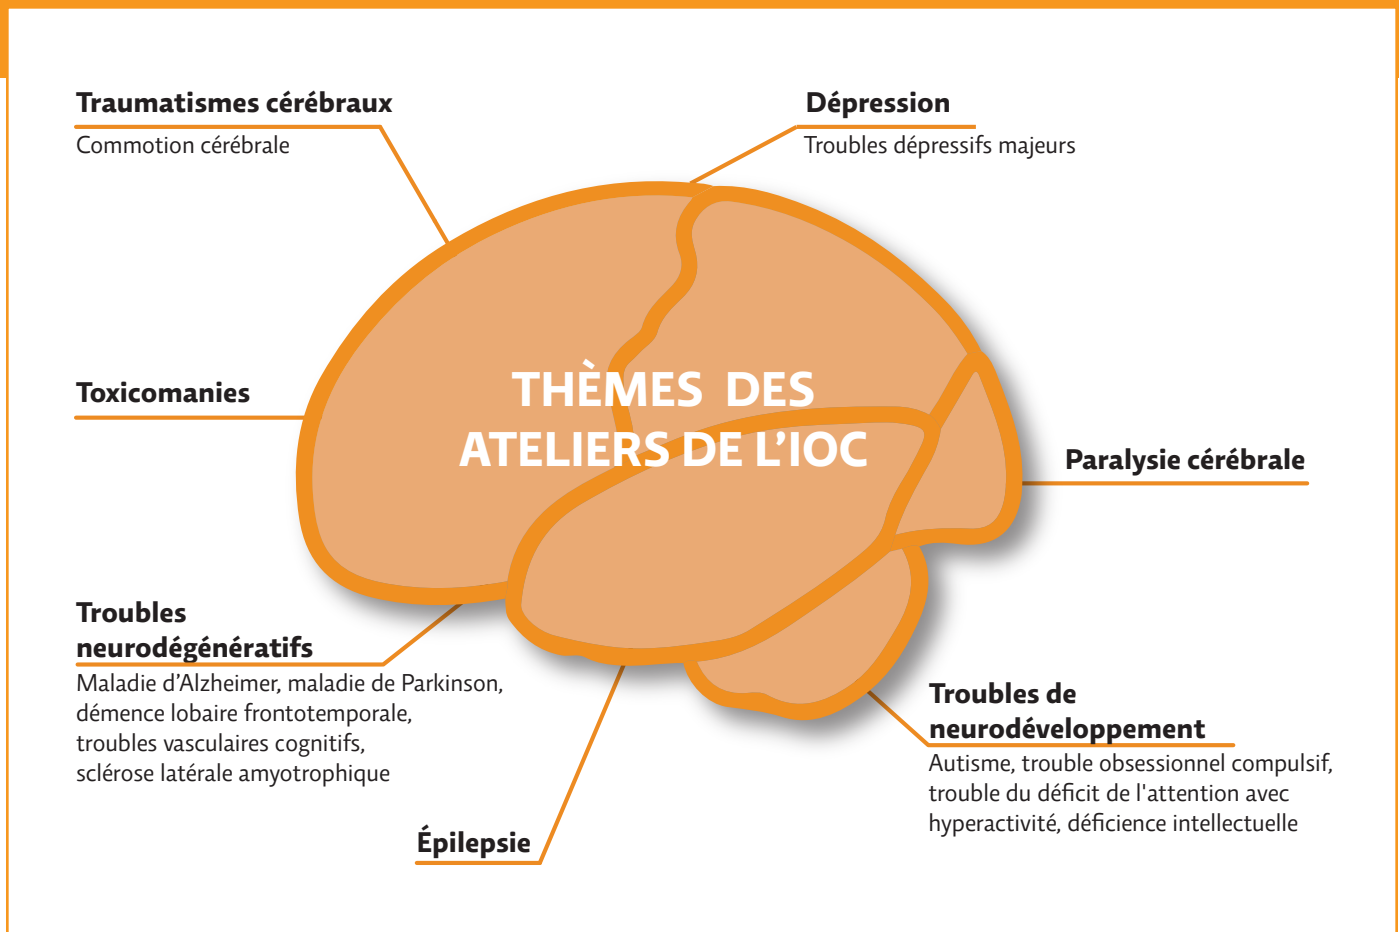 Traumatismes cérébraux
Commotion cérébrale
Dépression
Troubles dépressifs majeurs
Toxicomanies
THÈMES DES
ATELIERS DE L’IOC
Paralysie cérébrale
Troubles
neurodégénératifs
Maladie d’Alzheimer, maladie de Parkinson,
démence lobaire frontotemporale,
troubles vasculaires cognitifs,
sclérose latérale amyotrophique
Troubles de
neurodéveloppement
Autisme, trouble obsessionnel compulsif,
trouble du déficit de l'attention avec
hyperactivité, déficience intellectuelle
Épilepsie